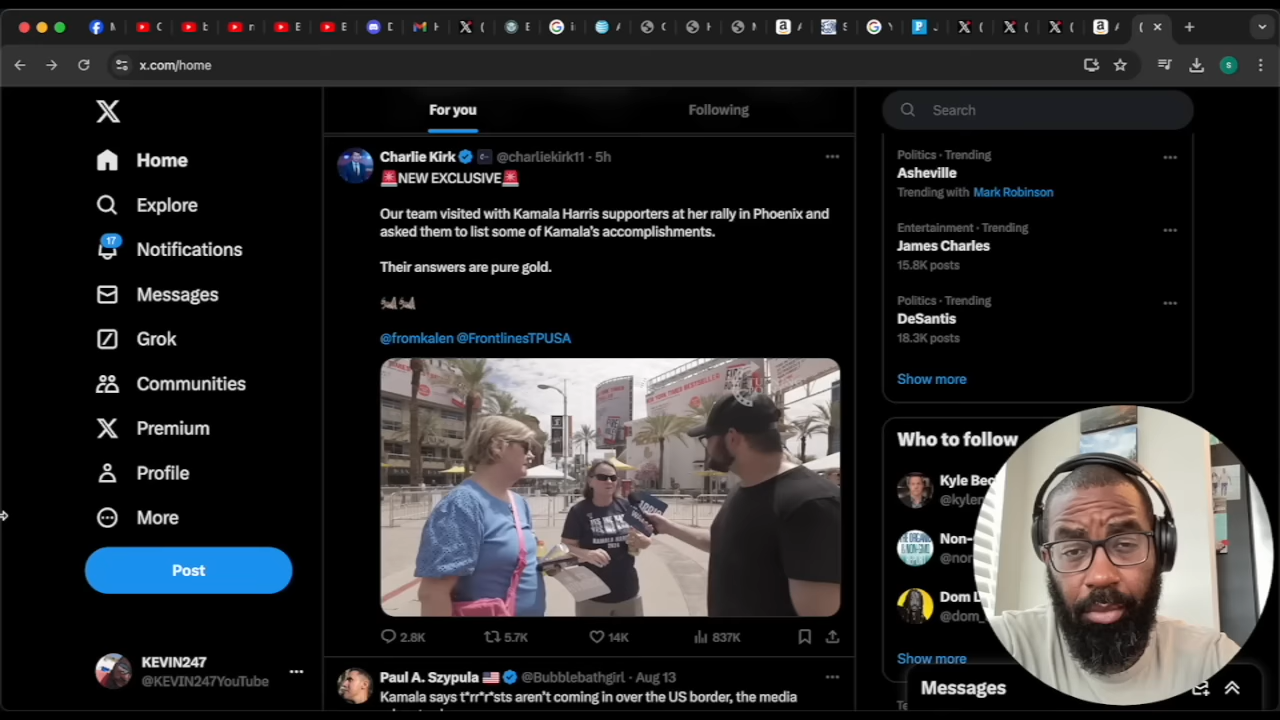 x.com/home
For you
Following
Search
Home
Explore
17
Notifications
Messages
Grok
Communities
Premium
Profile
More
Post
KEVIN247
@KEVIN247YouTube
Charlie Kirk @charliekirk11 · 5h
NEW EXCLUSIVE
Our team visited with Kamala Harris supporters at her rally in Phoenix and
asked them to list some of Kamala's accomplishments.
Their answers are pure gold.
@fromkalen @FrontlinesTPUSA
2.8K
5.7K
14K
837K
Paul A. Szypula @Bubblebathgirl · Aug 13
Kamala says t*rr*r*sts aren't coming in over the US border, the media
Politics · Trending
Asheville
Trending with Mark Robinson
Entertainment · Trending
James Charles
15.8K posts
Politics · Trending
DeSantis
18.3K posts
Show more
Who to follow
Kyle Bec
@kyler
Non-
@nor
Dom L
@dom_
Show more
Messages